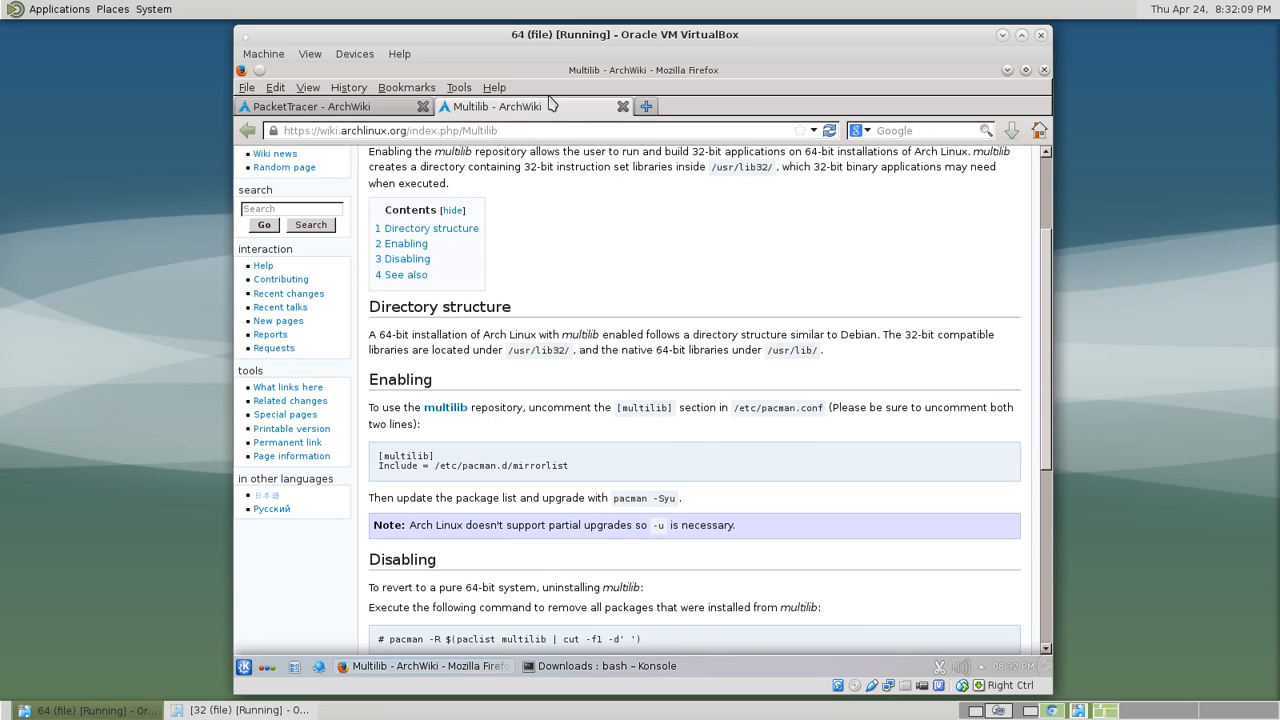 Applications Places System
Thu Apr 24, 8:32:09 PM
64 (file) [Running] - Oracle VM VirtualBox
Machine View Devices Help
Multilib - ArchWiki - Mozilla Firefox
File Edit View History Bookmarks Tools Help
PacketTracer - ArchWiki
Multilib - ArchWiki
https://wiki.archlinux.org/index.php/Multilib
Google
Wiki news
Random page
search
Search
Go Search
interaction
Help
Contributing
Recent changes
Recent talks
New pages
Reports
Requests
tools
What links here
Related changes
Special pages
Printable version
Permanent link
Page information
in other languages
日本語
Русский
Enabling the multilib repository allows the user to run and build 32-bit applications on 64-bit installations of Arch Linux. multilib
creates a directory containing 32-bit instruction set libraries inside /usr/lib32/, which 32-bit binary applications may need
when executed.
Contents [hide]
1 Directory structure
2 Enabling
3 Disabling
4 See also
Directory structure
A 64-bit installation of Arch Linux with multilib enabled follows a directory structure similar to Debian. The 32-bit compatible
libraries are located under /usr/lib32/, and the native 64-bit libraries under /usr/lib/.
Enabling
To use the multilib repository, uncomment the [multilib] section in /etc/pacman.conf (Please be sure to uncomment both
two lines):
[multilib]
Include = /etc/pacman.d/mirrorlist
Then update the package list and upgrade with pacman -Syu.
Note: Arch Linux doesn't support partial upgrades so -u is necessary.
Disabling
To revert to a pure 64-bit system, uninstalling multilib:
Execute the following command to remove all packages that were installed from multilib:
# pacman -R $(paclist multilib | cut -f1 -d' ')
Multilib - ArchWiki - Mozilla Firefo
Downloads : bash – Konsole
08:32 PM
Right Ctrl
64 (file) [Running] - Or...
[32 (file) [Running] - O...